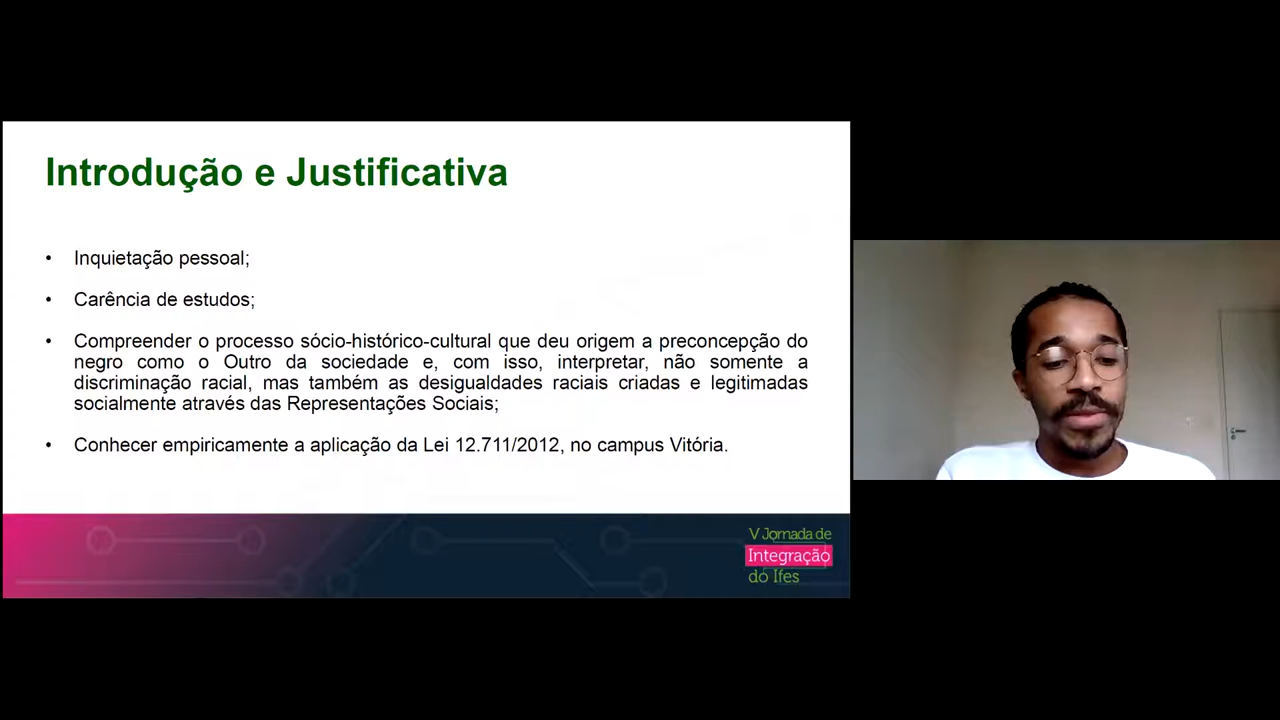 Introdução e Justificativa
• Inquietação pessoal;
• Carência de estudos;
• Compreender o processo sócio-histórico-cultural que deu origem a preconcepção do
negro como o Outro da sociedade e, com isso, interpretar, não somente a
discriminação racial, mas também as desigualdades raciais criadas e legitimadas
socialmente através das Representações Sociais;
• Conhecer empiricamente a aplicação da Lei 12.711/2012, no campus Vitória.
V Jornada de
Integração
do Ifes